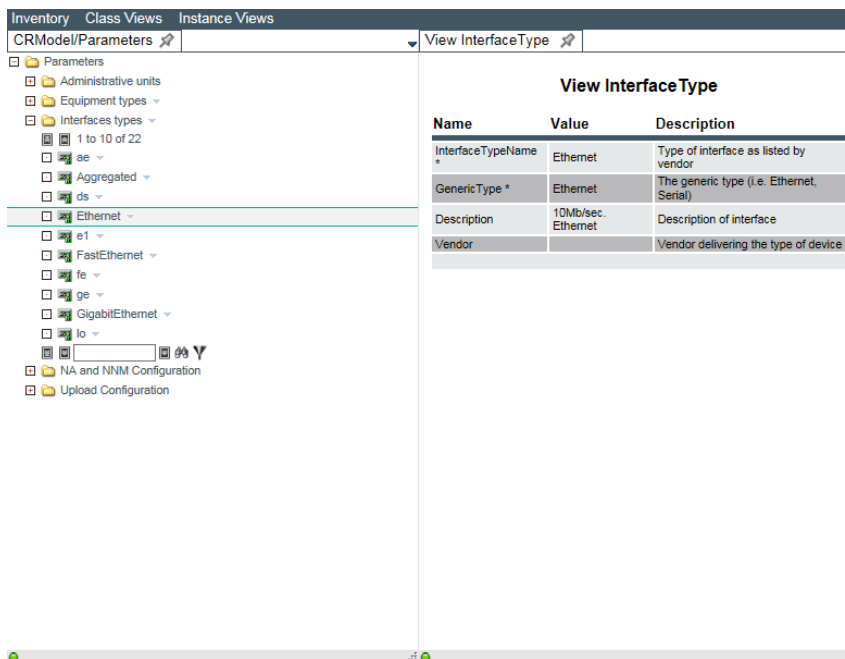 Inventory Class Views Instance Views
CRModel/Parameters
View InterfaceType
Parameters
Administrative units
Equipment types
Interfaces types
1 to 10 of 22
ae
Aggregated
ds
Ethernet
e1
FastEthernet
fe
ge
GigabitEthernet
lo
NA and NNM Configuration
Upload Configuration
View InterfaceType
Name Value Description
InterfaceTypeName * Ethernet Type of interface as listed by vendor
GenericType * Ethernet The generic type (i.e. Ethernet, Serial)
Description 10Mb/sec. Ethernet Description of interface
Vendor Vendor delivering the type of device